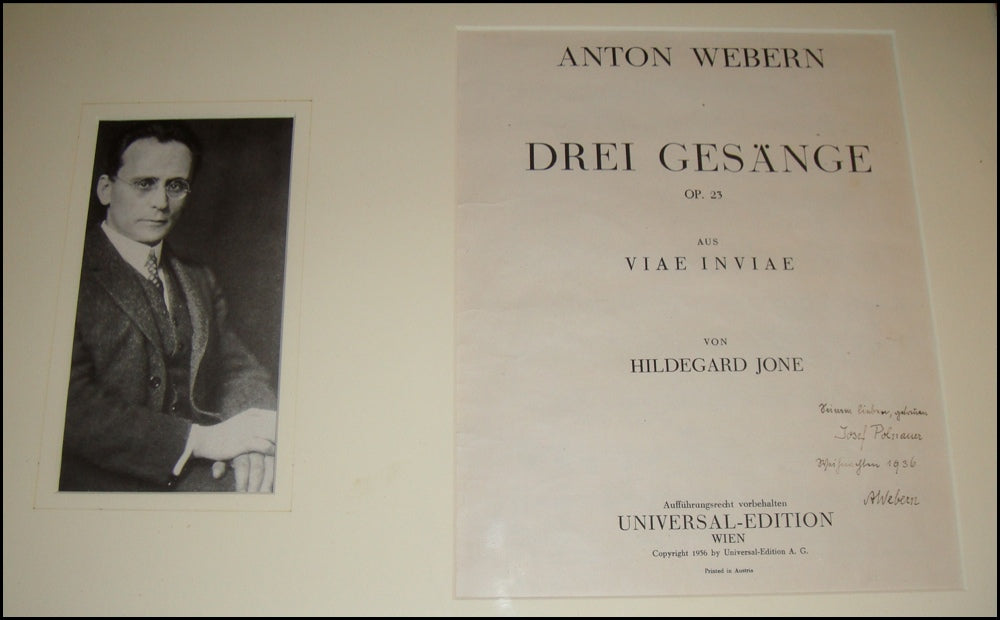 ANTON WEBERN
DREI GESÄNGE
OP. 23
AUS
VIAE INVIAE
VON
HILDEGARD JONE
Seinem lieben, getreuen
Josef Polnauer
Weihnachten 1936
AWebern
Aufführungsrecht vorbehalten
UNIVERSAL-EDITION
WIEN
Copyright 1936 by Universal-Edition A. G.
Printed in Austria